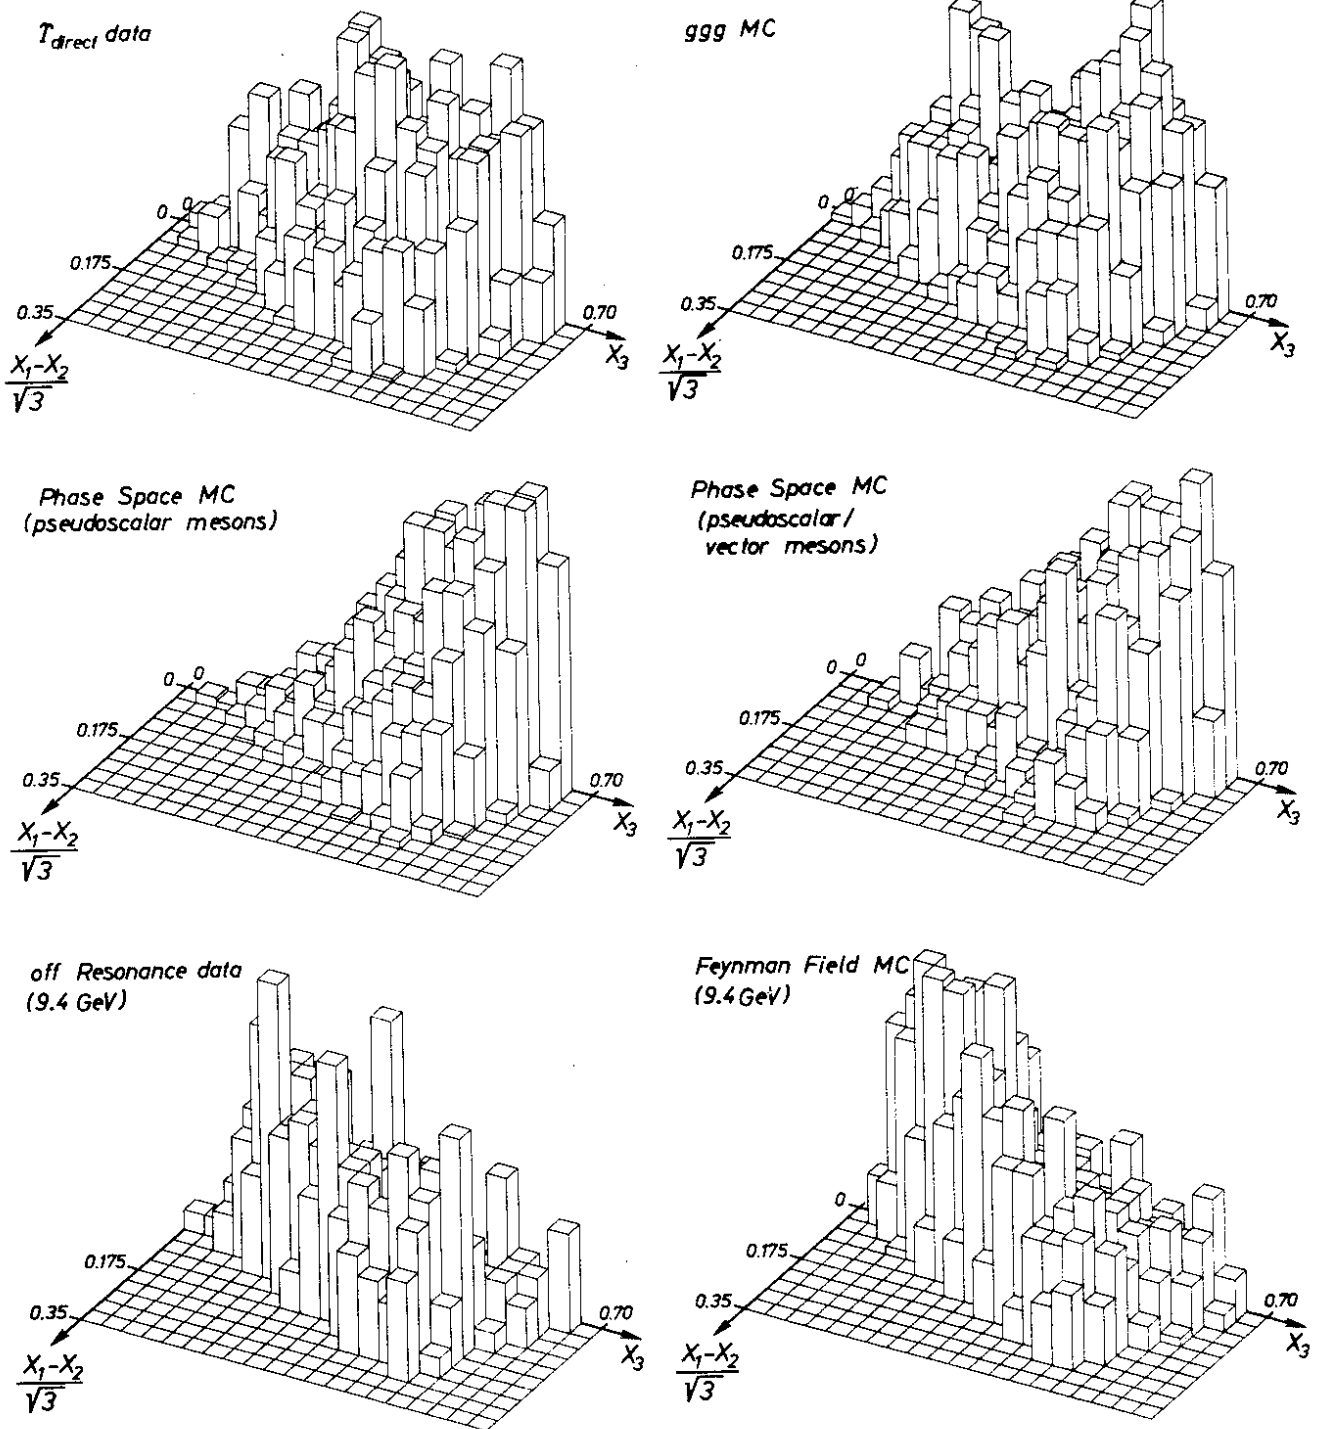 ϒdirect data
0
0
0.175
0.35
0.70
X₁-X₂
√3
X₃
ggg MC
0
0
0.175
0.35
0.70
X₁-X₂
√3
X₃
Phase Space MC
(pseudoscalar mesons)
0
0
0.175
0.35
0.70
X₁-X₂
√3
X₃
Phase Space MC
(pseudoscalar/
vector mesons)
0
0
0.175
0.35
0.70
X₁-X₂
√3
X₃
off Resonance data
(9.4 GeV)
0.175
0.35
0.70
X₁-X₂
√3
X₃
Feynman Field MC
(9.4 GeV)
0
0.175
0.35
0.70
X₁-X₂
√3
X₃